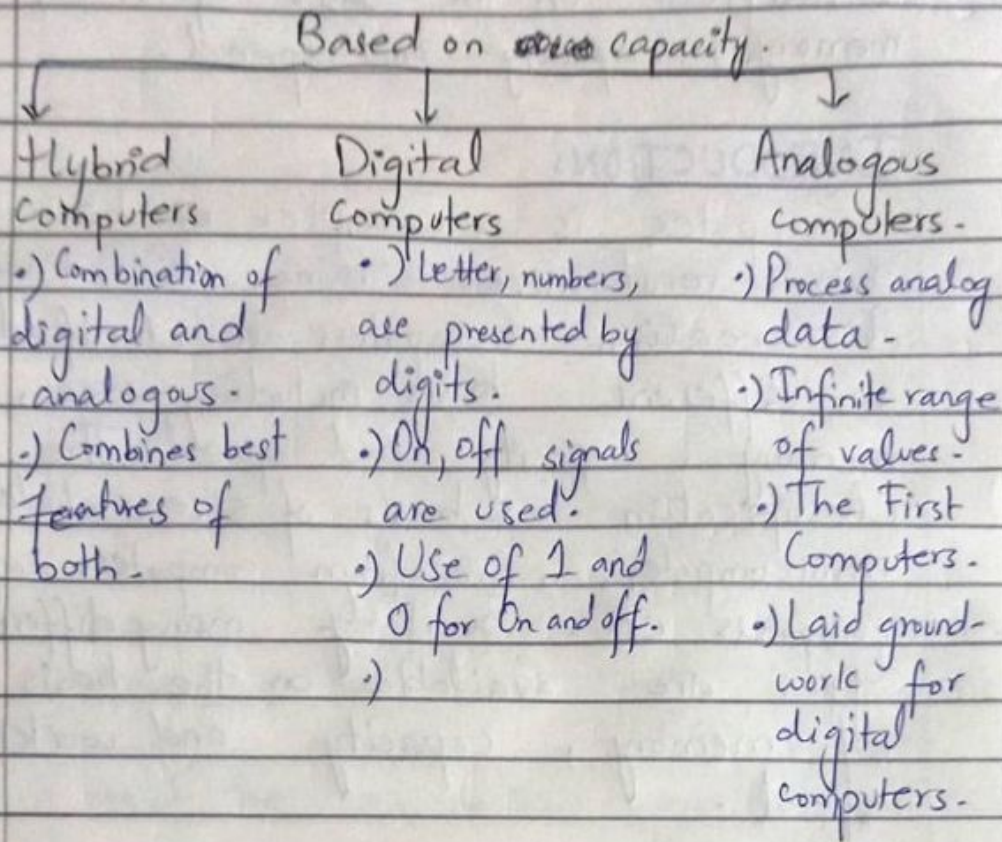 Based on capacity.
Hybrid
Computers
•) Combination of
digital and
analogous.
•) Combines best
features of
both.
Digital
Computers
•) Letter, numbers,
are presented by
digits.
•) On, off signals
are used.
•) Use of 1 and
0 for On and off.
•)
Analogous
computers.
•) Process analog
data.
•) Infinite range
of values.
•) The First
Computers.
•) Laid ground-
work for
digital
computers.